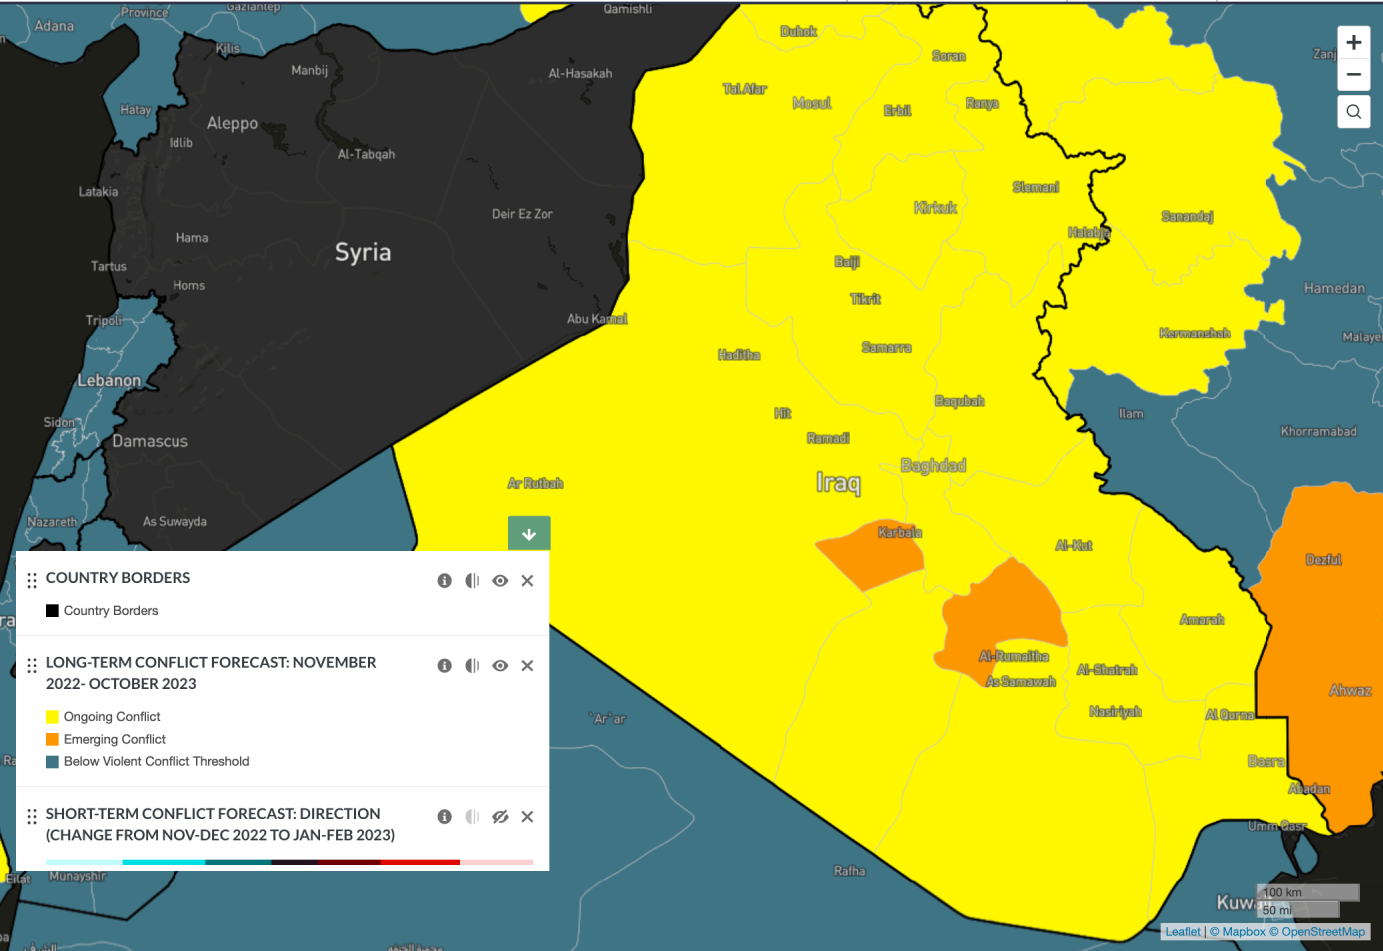 Province
Gaziantep
Qamishli
Adana
Kilis
Duhok
Soran
Manbij
Al-Hasakah
Tal Afar
Mosul
Erbil
Ranya
Hatay
Aleppo
Idlib
Al-Tabqah
Latakia
Slemani
Deir Ez Zor
Kirkuk
Sanandaj
Hama
Syria
Halabja
Tartus
Baiji
Homs
Tikrit
Hamedan
Tripoli
Abu Kamal
Kermanshah
Haditha
Samarra
Lebanon
Baqubah
Sidon
Hit
Ilam
Damascus
Ramadi
Khorramabad
Iraq
Baghdad
Ar Rutbah
Nazareth
As Suwayda
Karbala
Al-Kut
Dezful
COUNTRY BORDERS
Country Borders
LONG-TERM CONFLICT FORECAST: NOVEMBER
2022- OCTOBER 2023
Ongoing Conflict
Emerging Conflict
Below Violent Conflict Threshold
SHORT-TERM CONFLICT FORECAST: DIRECTION
(CHANGE FROM NOV-DEC 2022 TO JAN-FEB 2023)
Amarah
Al-Rumaitha
As Samawah
Al-Shatrah
Ahwaz
`Ar`ar
Nasiriyah
Al Qurna
Basra
Abadan
Umm Qasr
Rafha
Eilat
Munayshir
100 km
50 mi
Leaflet | © Mapbox © OpenStreetMap